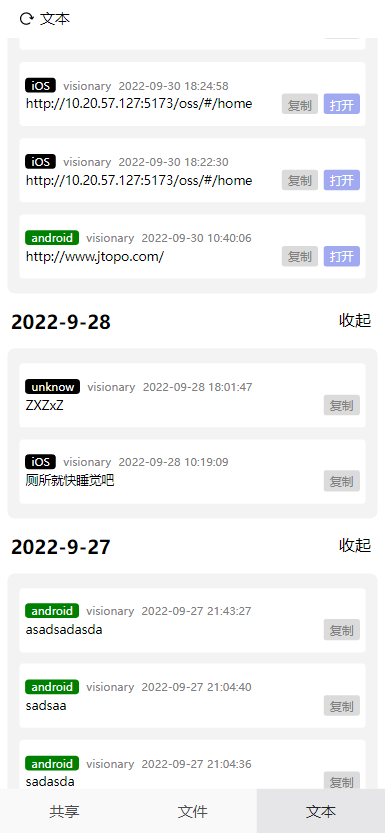 文本
iOS visionary 2022-09-30 18:24:58
http://10.20.57.127:5173/oss/#/home 复制 打开
iOS visionary 2022-09-30 18:22:30
http://10.20.57.127:5173/oss/#/home 复制 打开
android visionary 2022-09-30 10:40:06
http://www.jtopo.com/ 复制 打开
2022-9-28 收起
unknow visionary 2022-09-28 18:01:47
ZXZxZ 复制
iOS visionary 2022-09-28 10:19:09
厕所就快睡觉吧 复制
2022-9-27 收起
android visionary 2022-09-27 21:43:27
asadsadasda 复制
android visionary 2022-09-27 21:04:40
sadsaa 复制
android visionary 2022-09-27 21:04:36
sadasda 复制
共享 文件 文本